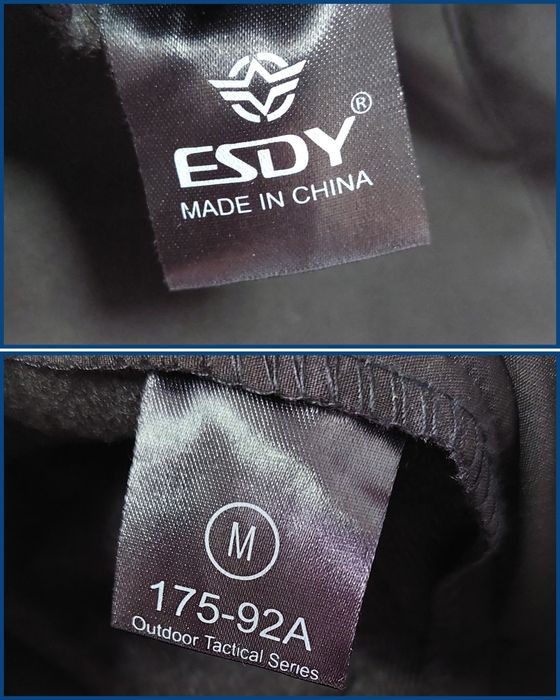 ESDY®
MADE IN CHINA
M
175-92A
Outdoor Tactical Series